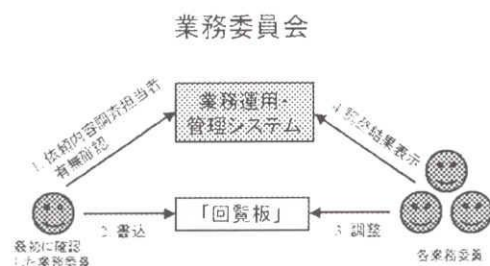 業務委員会
業務運用・
管理システム
1. 依頼内容調査担当者
有無確認
4. 結果表示
2. 書込
「回覧板」
3. 調整
最初に確認
した業務委員
各業務委員